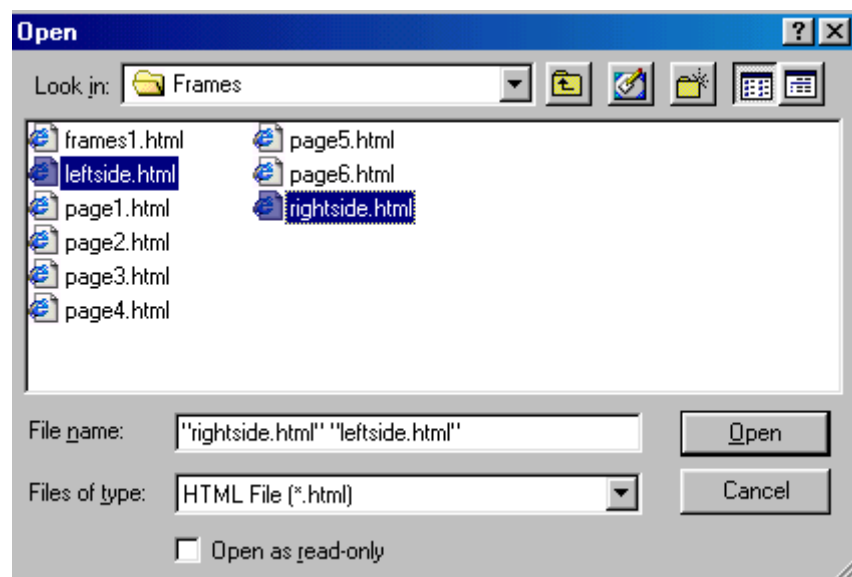 Open
Look in: Frames
frames1.html
leftside.html
page1.html
page2.html
page3.html
page4.html
page5.html
page6.html
rightside.html
File name: "rightside.html" "leftside.html" Open
Files of type: HTML File (*.html) Cancel
Open as read-only